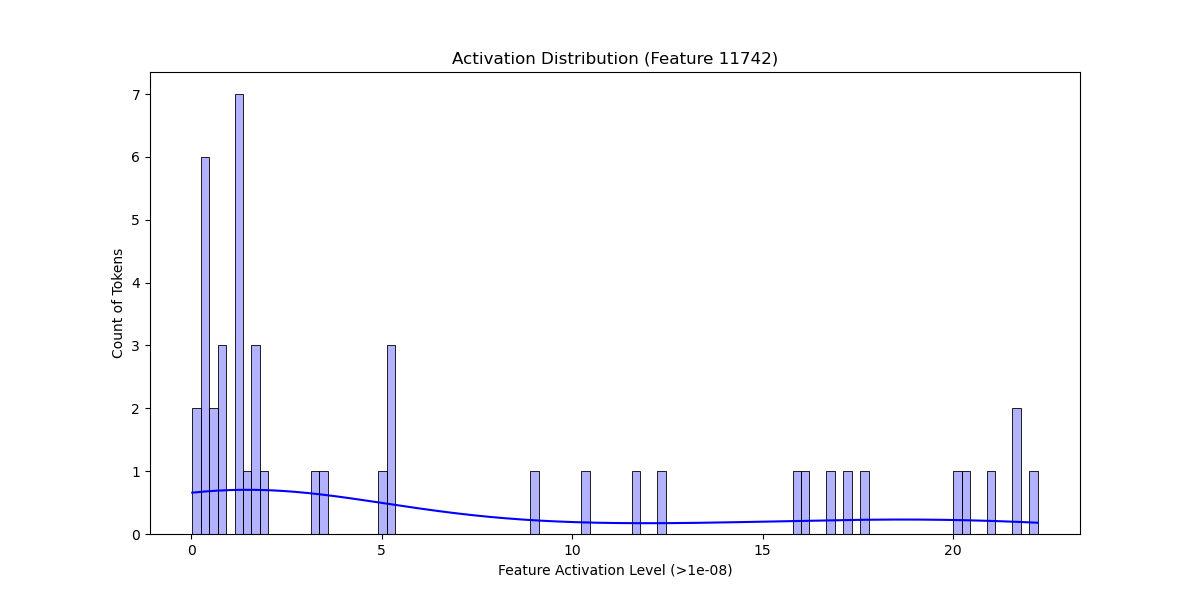 Activation Distribution (Feature 11742)
7
6
5
4
3
2
1
0
Count of Tokens
0 5 10 15 20
Feature Activation Level (>1e-08)